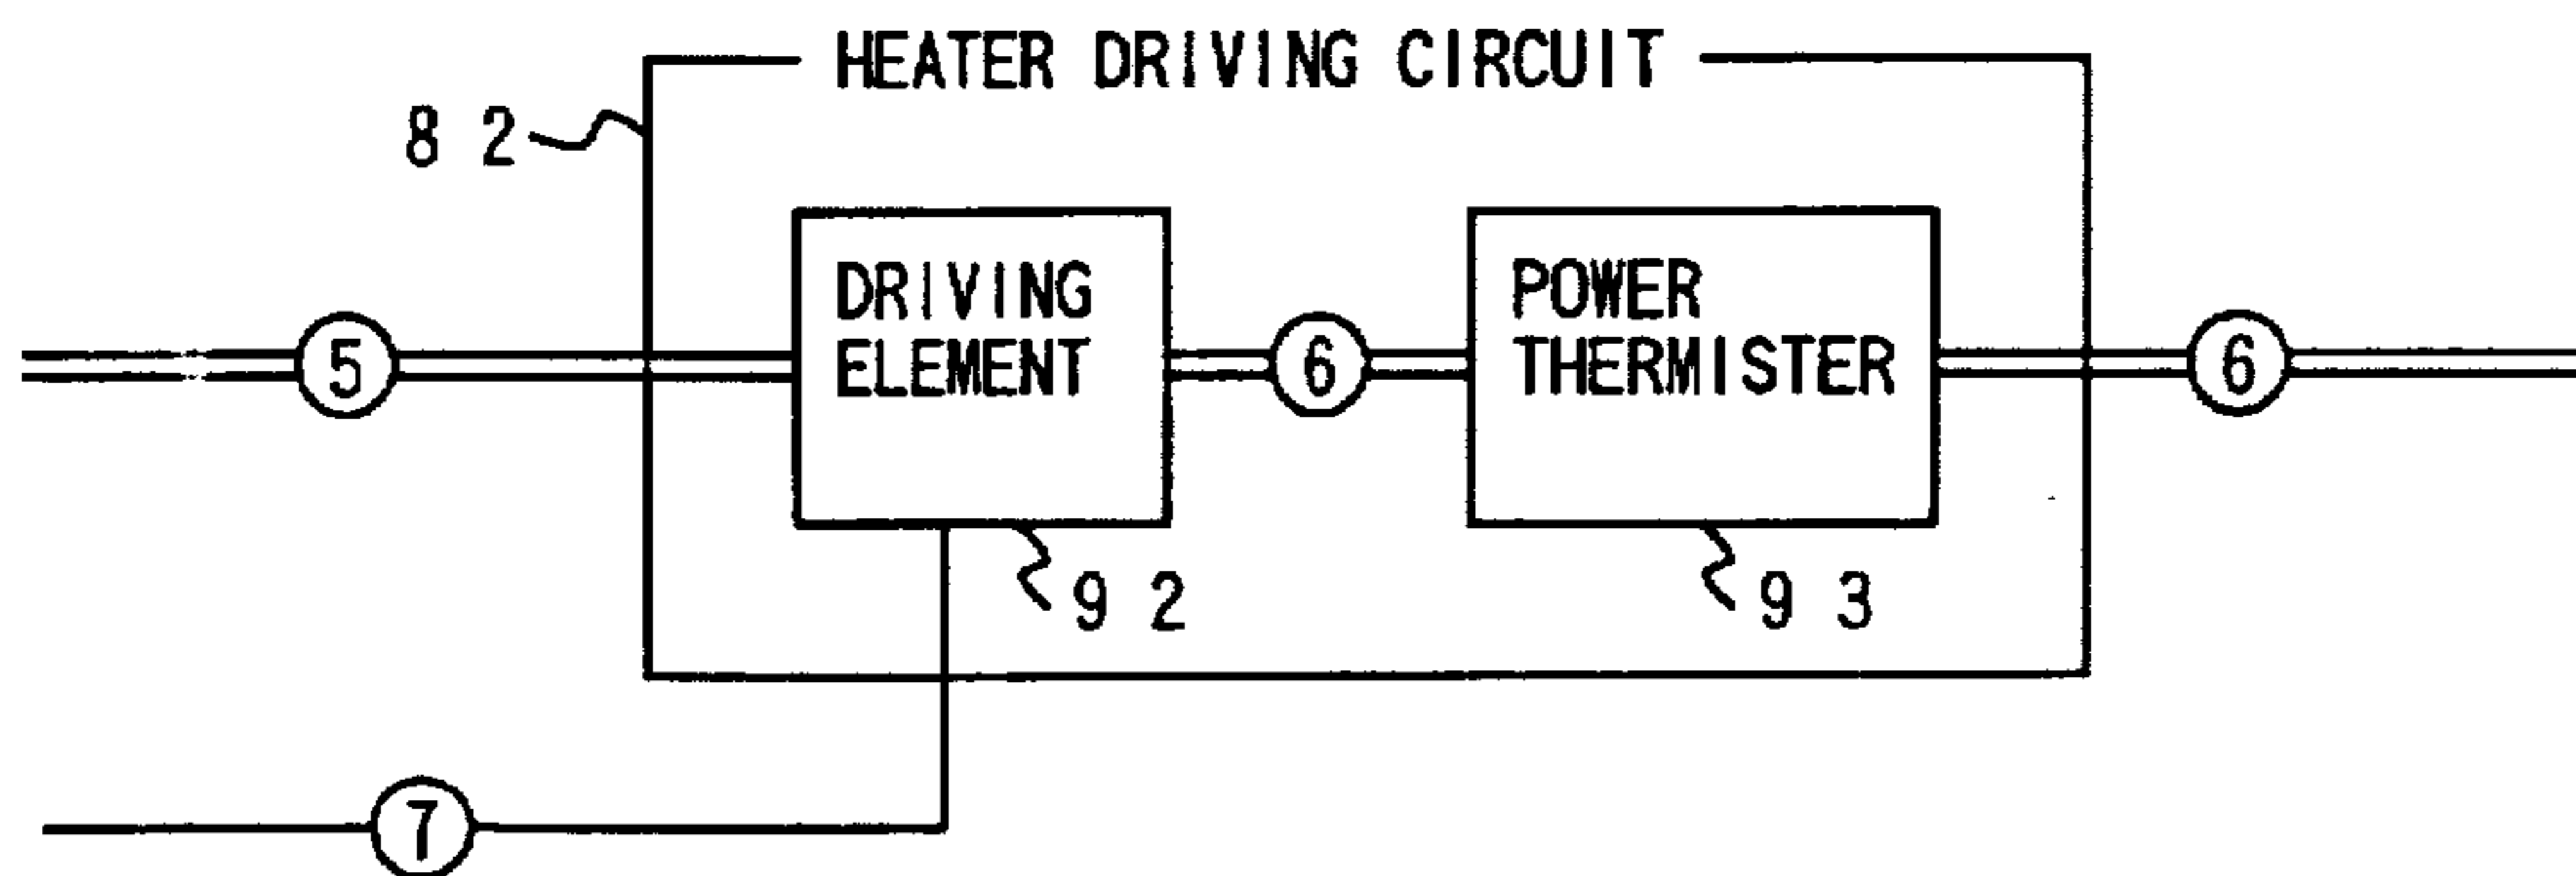 HEATER DRIVING CIRCUIT
8 2
DRIVING
ELEMENT
POWER
THERMISTER
5
6
6
9 2
9 3
7